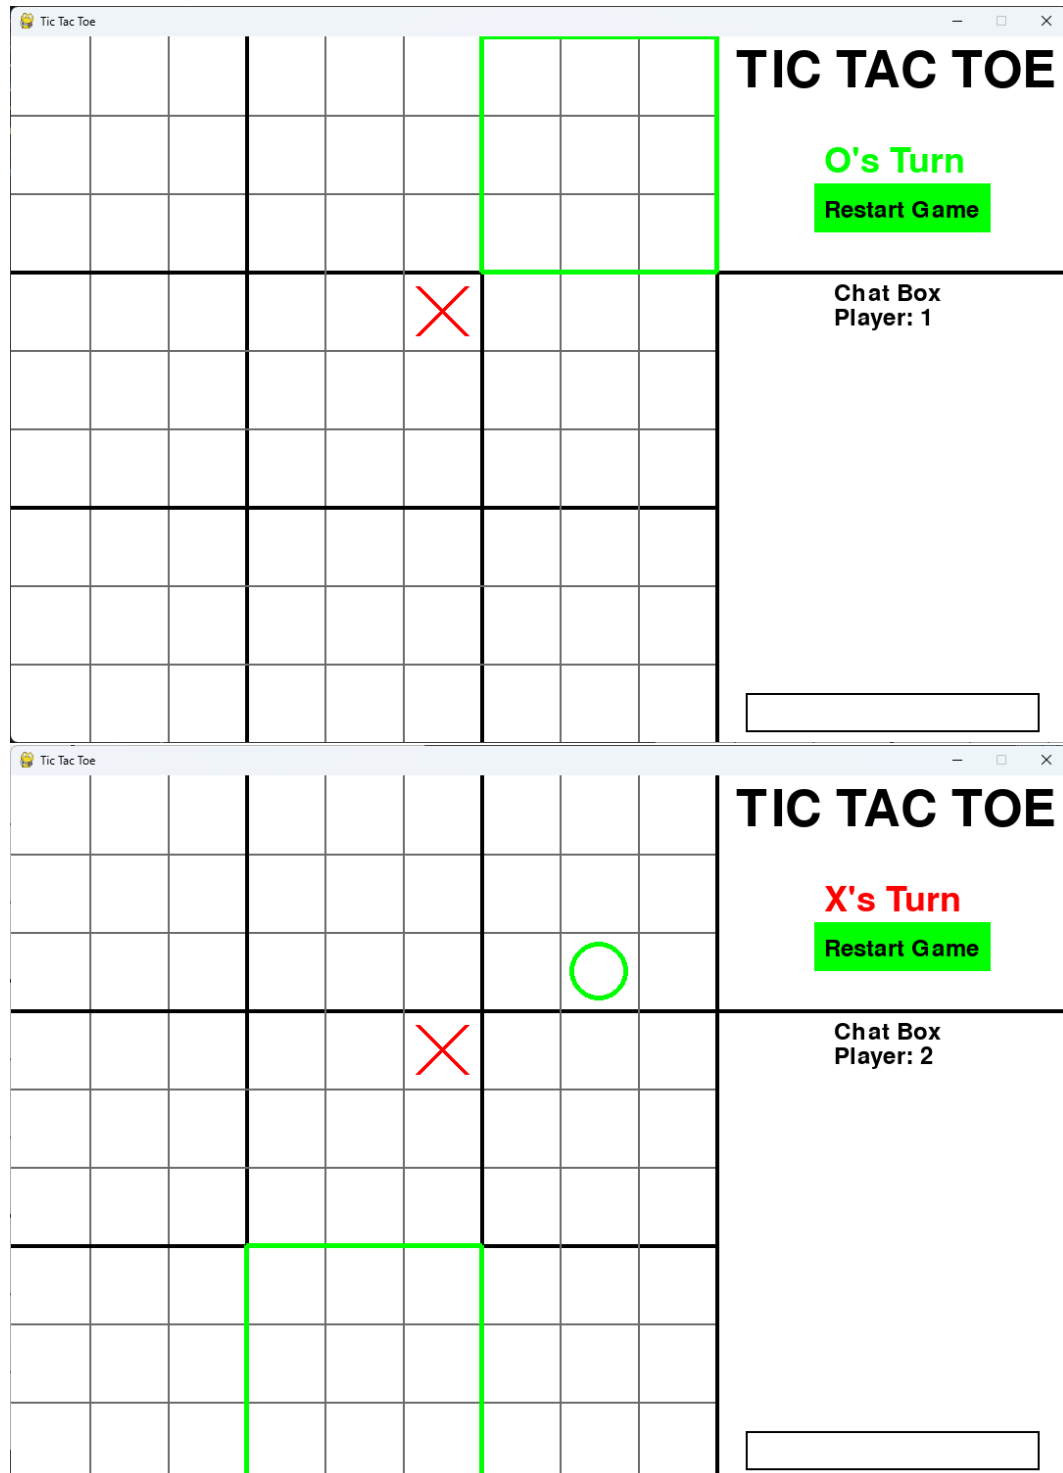 Tic Tac Toe
TIC TAC TOE
O's Turn
Restart Game
Chat Box
Player: 1
Tic Tac Toe
TIC TAC TOE
X's Turn
Restart Game
Chat Box
Player: 2